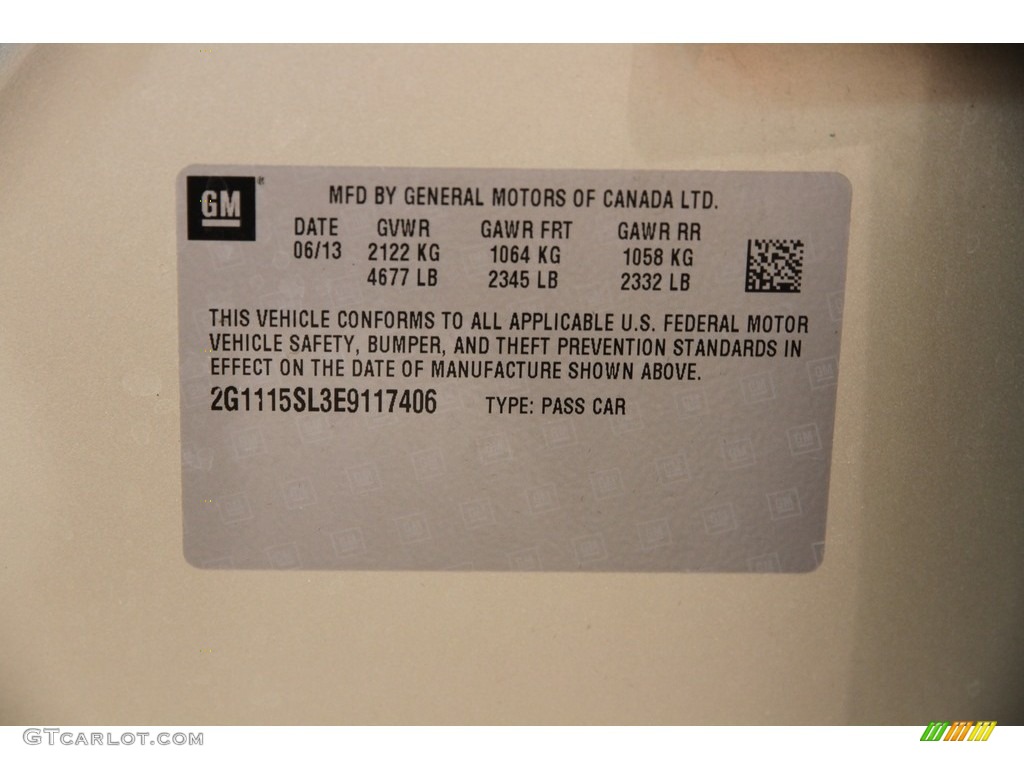 GM
MFD BY GENERAL MOTORS OF CANADA LTD.
DATE GVWR GAWR FRT GAWR RR
06/13 2122 KG 1064 KG 1058 KG
4677 LB 2345 LB 2332 LB
THIS VEHICLE CONFORMS TO ALL APPLICABLE U.S. FEDERAL MOTOR
VEHICLE SAFETY, BUMPER, AND THEFT PREVENTION STANDARDS IN
EFFECT ON THE DATE OF MANUFACTURE SHOWN ABOVE.
2G1115SL3E9117406 TYPE: PASS CAR
GTCARLOT.COM